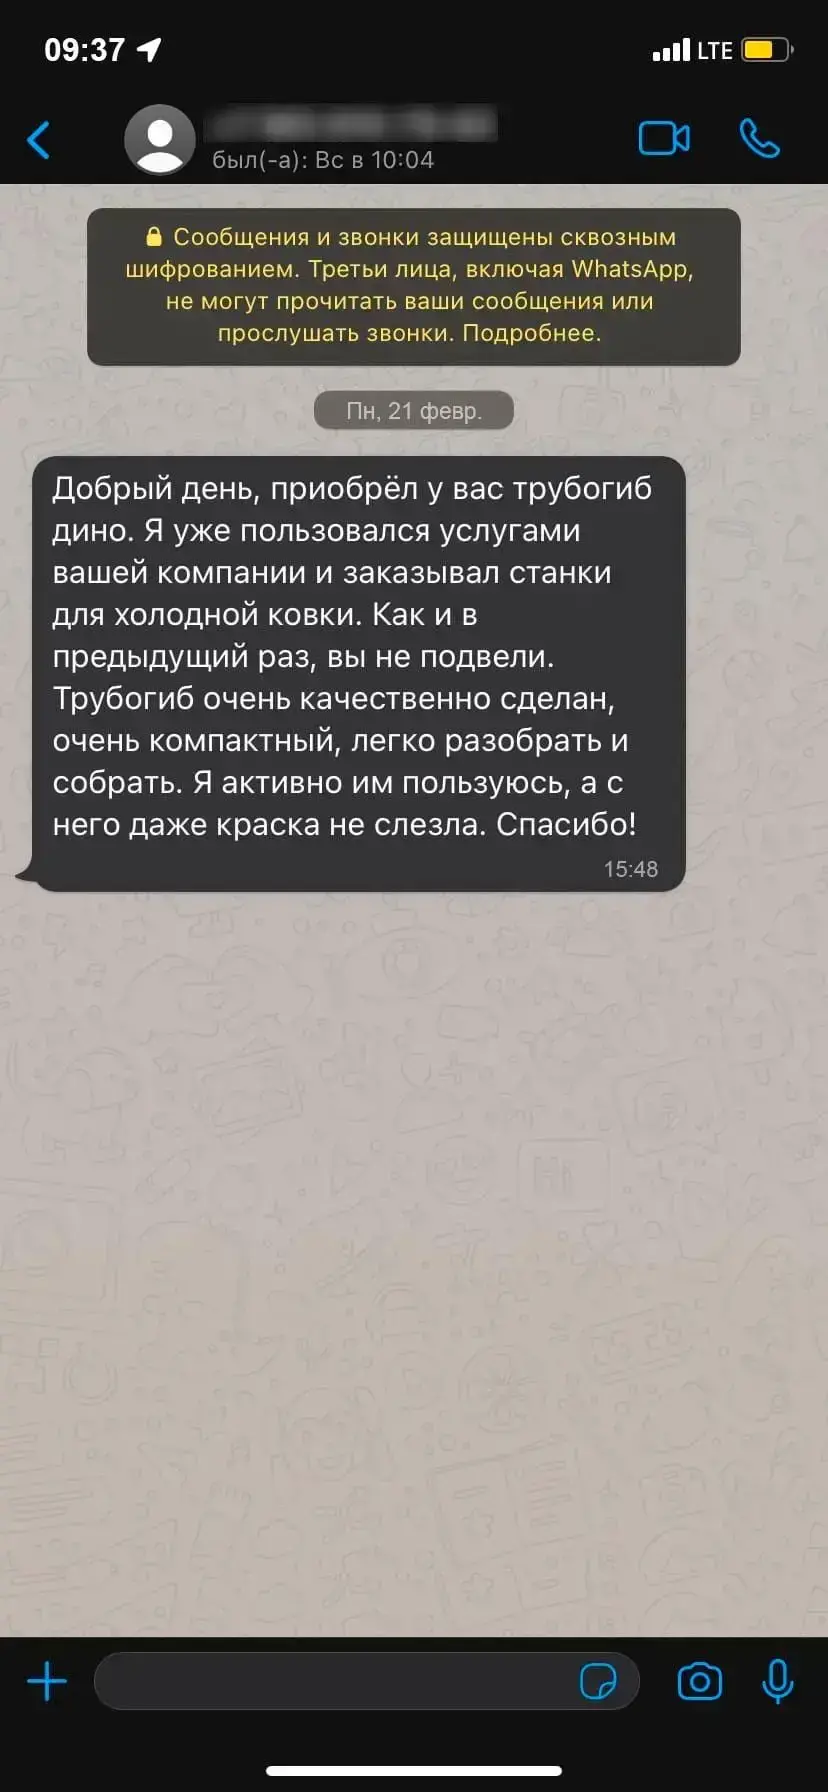 09:37
LTE
был(-а): Вс в 10:04
Сообщения и звонки защищены сквозным
шифрованием. Третьи лица, включая WhatsApp,
не могут прочитать ваши сообщения или
прослушать звонки. Подробнее.
Пн, 21 февр.
Добрый день, приобрёл у вас трубогиб
дино. Я уже пользовался услугами
вашей компании и заказывал станки
для холодной ковки. Как и в
предыдущий раз, вы не подвели.
Трубогиб очень качественно сделан,
очень компактный, легко разобрать и
собрать. Я активно им пользуюсь, а с
него даже краска не слезла. Спасибо!
15:48